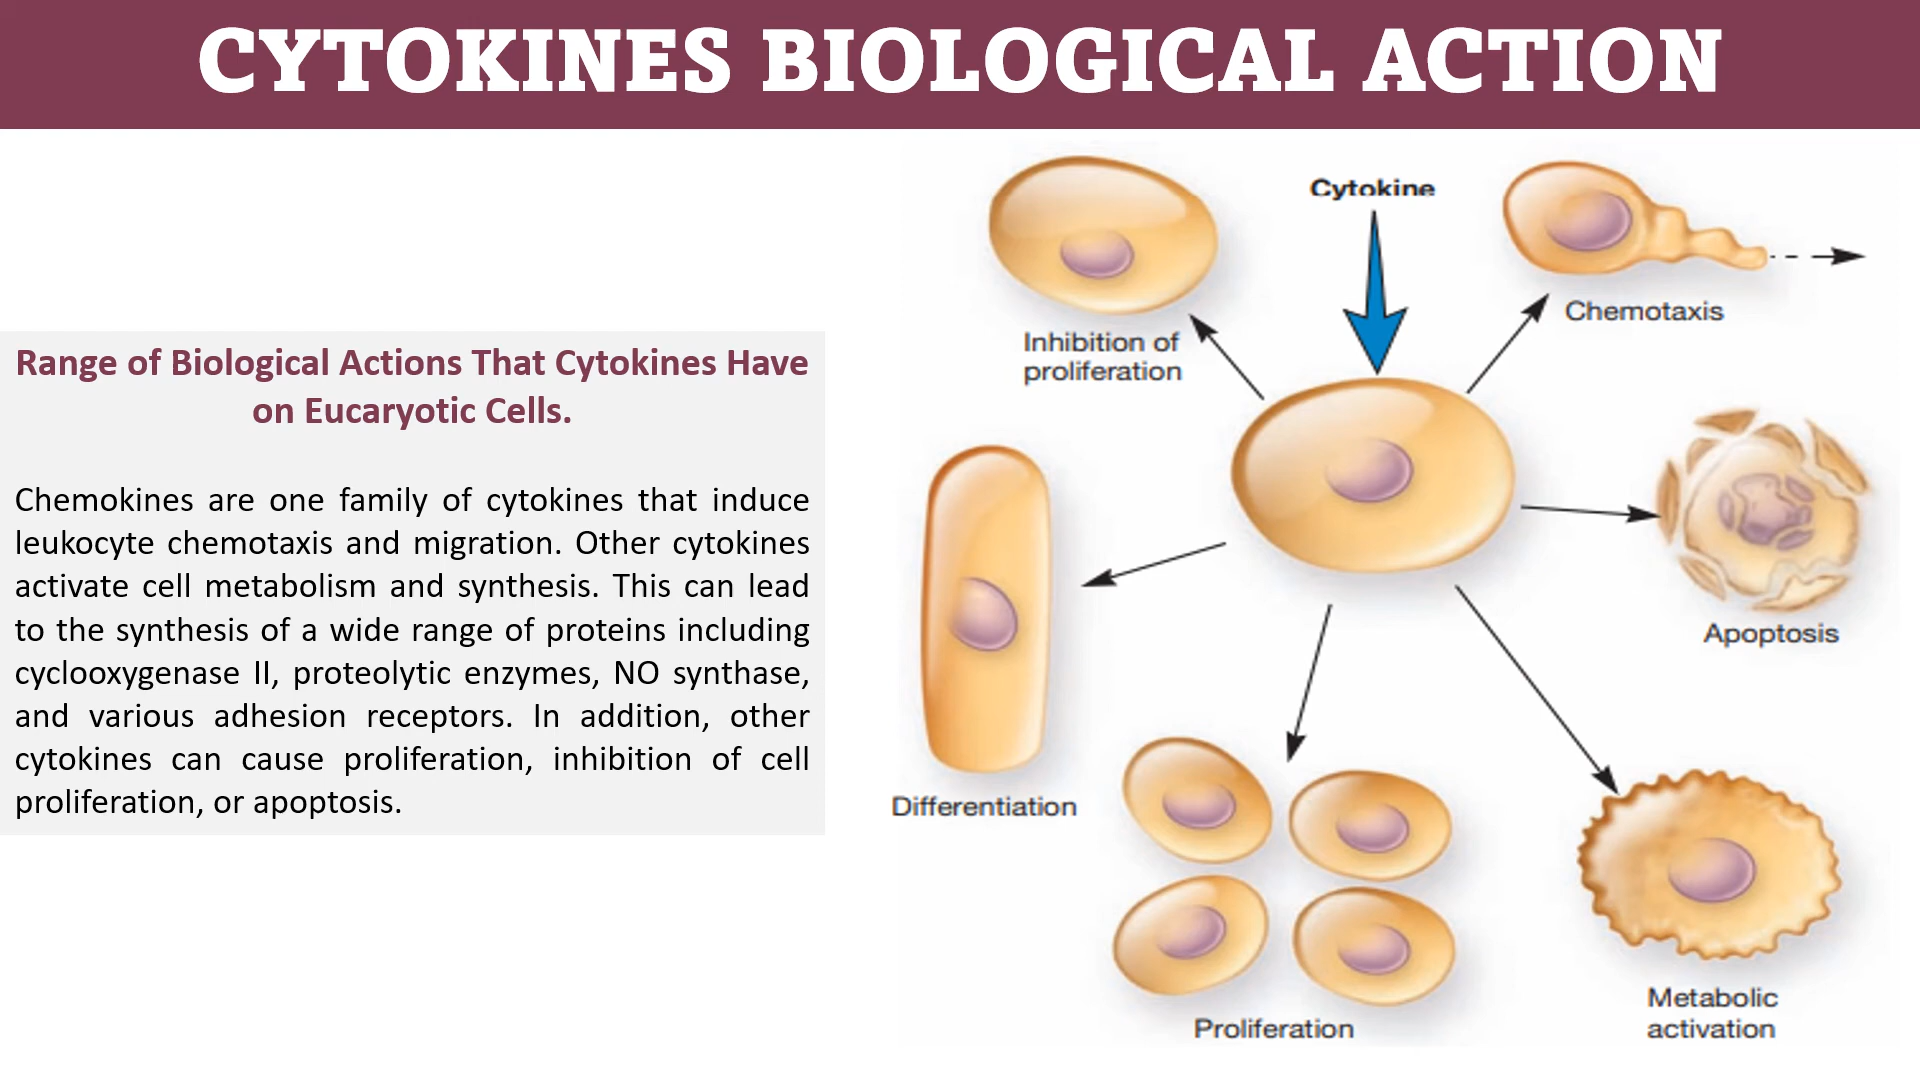 CYTOKINES BIOLOGICAL ACTION
Range of Biological Actions That Cytokines Have
on Eucaryotic Cells.
Chemokines are one family of cytokines that induce
leukocyte chemotaxis and migration. Other cytokines
activate cell metabolism and synthesis. This can lead
to the synthesis of a wide range of proteins including
cyclooxygenase II, proteolytic enzymes, NO synthase,
and various adhesion receptors. In addition, other
cytokines can cause proliferation, inhibition of cell
proliferation, or apoptosis.
Cytokine
Inhibition of
proliferation
Chemotaxis
Apoptosis
Differentiation
Proliferation
Metabolic
activation